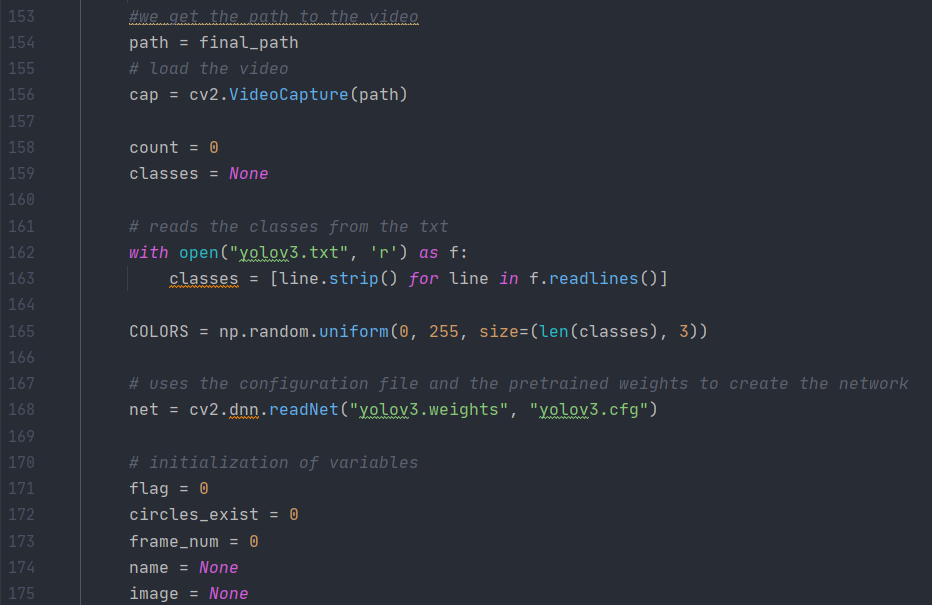 153 #we get the path to the video
154 path = final_path
155 # load the video
156 cap = cv2.VideoCapture(path)
157
158 count = 0
159 classes = None
160
161 # reads the classes from the txt
162 with open("yolov3.txt", 'r') as f:
163     classes = [line.strip() for line in f.readlines()]
164
165 COLORS = np.random.uniform(0, 255, size=(len(classes), 3))
166
167 # uses the configuration file and the pretrained weights to create the network
168 net = cv2.dnn.readNet("yolov3.weights", "yolov3.cfg")
169
170 # initialization of variables
171 flag = 0
172 circles_exist = 0
173 frame_num = 0
174 name = None
175 image = None